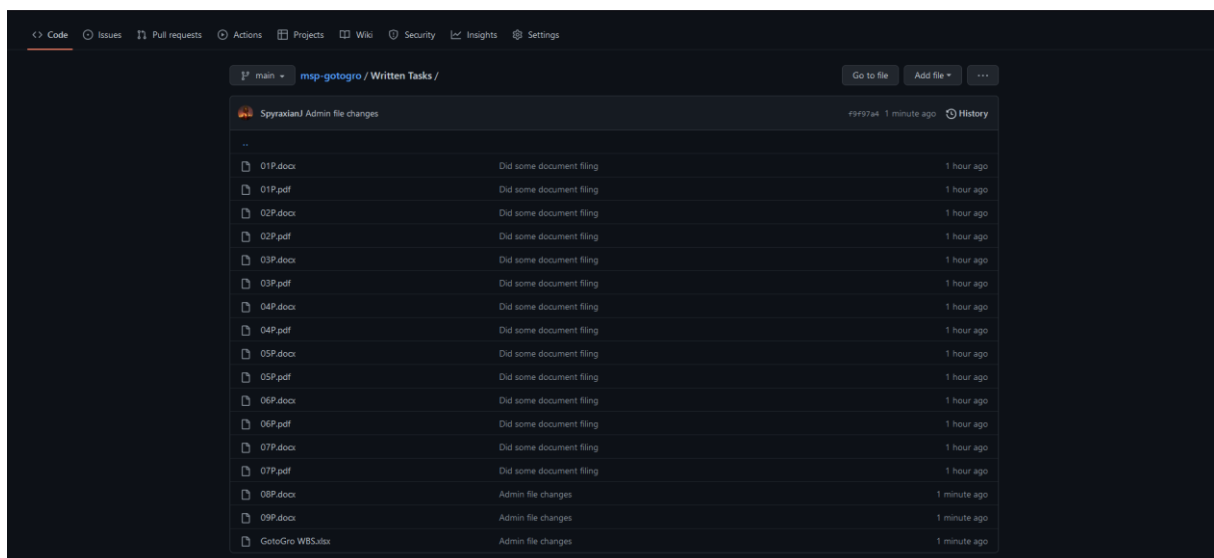 <> Code Issues Pull requests Actions Projects Wiki Security Insights Settings
main msp-gotogro / Written Tasks / Go to file Add file ...
SpyraxianJ Admin file changes f9f97a4 1 minute ago History
..
01P.docx Did some document filing 1 hour ago
01P.pdf Did some document filing 1 hour ago
02P.docx Did some document filing 1 hour ago
02P.pdf Did some document filing 1 hour ago
03P.docx Did some document filing 1 hour ago
03P.pdf Did some document filing 1 hour ago
04P.docx Did some document filing 1 hour ago
04P.pdf Did some document filing 1 hour ago
05P.docx Did some document filing 1 hour ago
05P.pdf Did some document filing 1 hour ago
06P.docx Did some document filing 1 hour ago
06P.pdf Did some document filing 1 hour ago
07P.docx Did some document filing 1 hour ago
07P.pdf Did some document filing 1 hour ago
08P.docx Admin file changes 1 minute ago
09P.docx Admin file changes 1 minute ago
GotoGro WBS.xlsx Admin file changes 1 minute ago